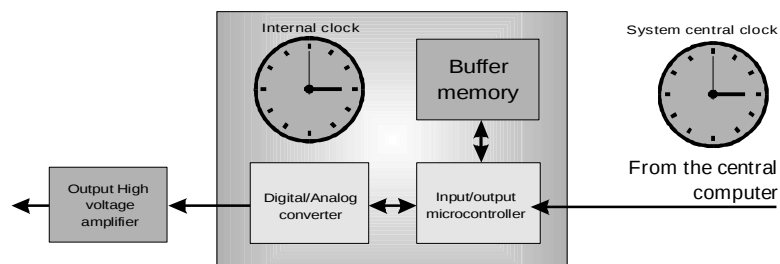 Internal clock
System central clock
Buffer
memory
From the central
computer
Output High
voltage
amplifier
Digital/Analog
converter
Input/output
microcontroller